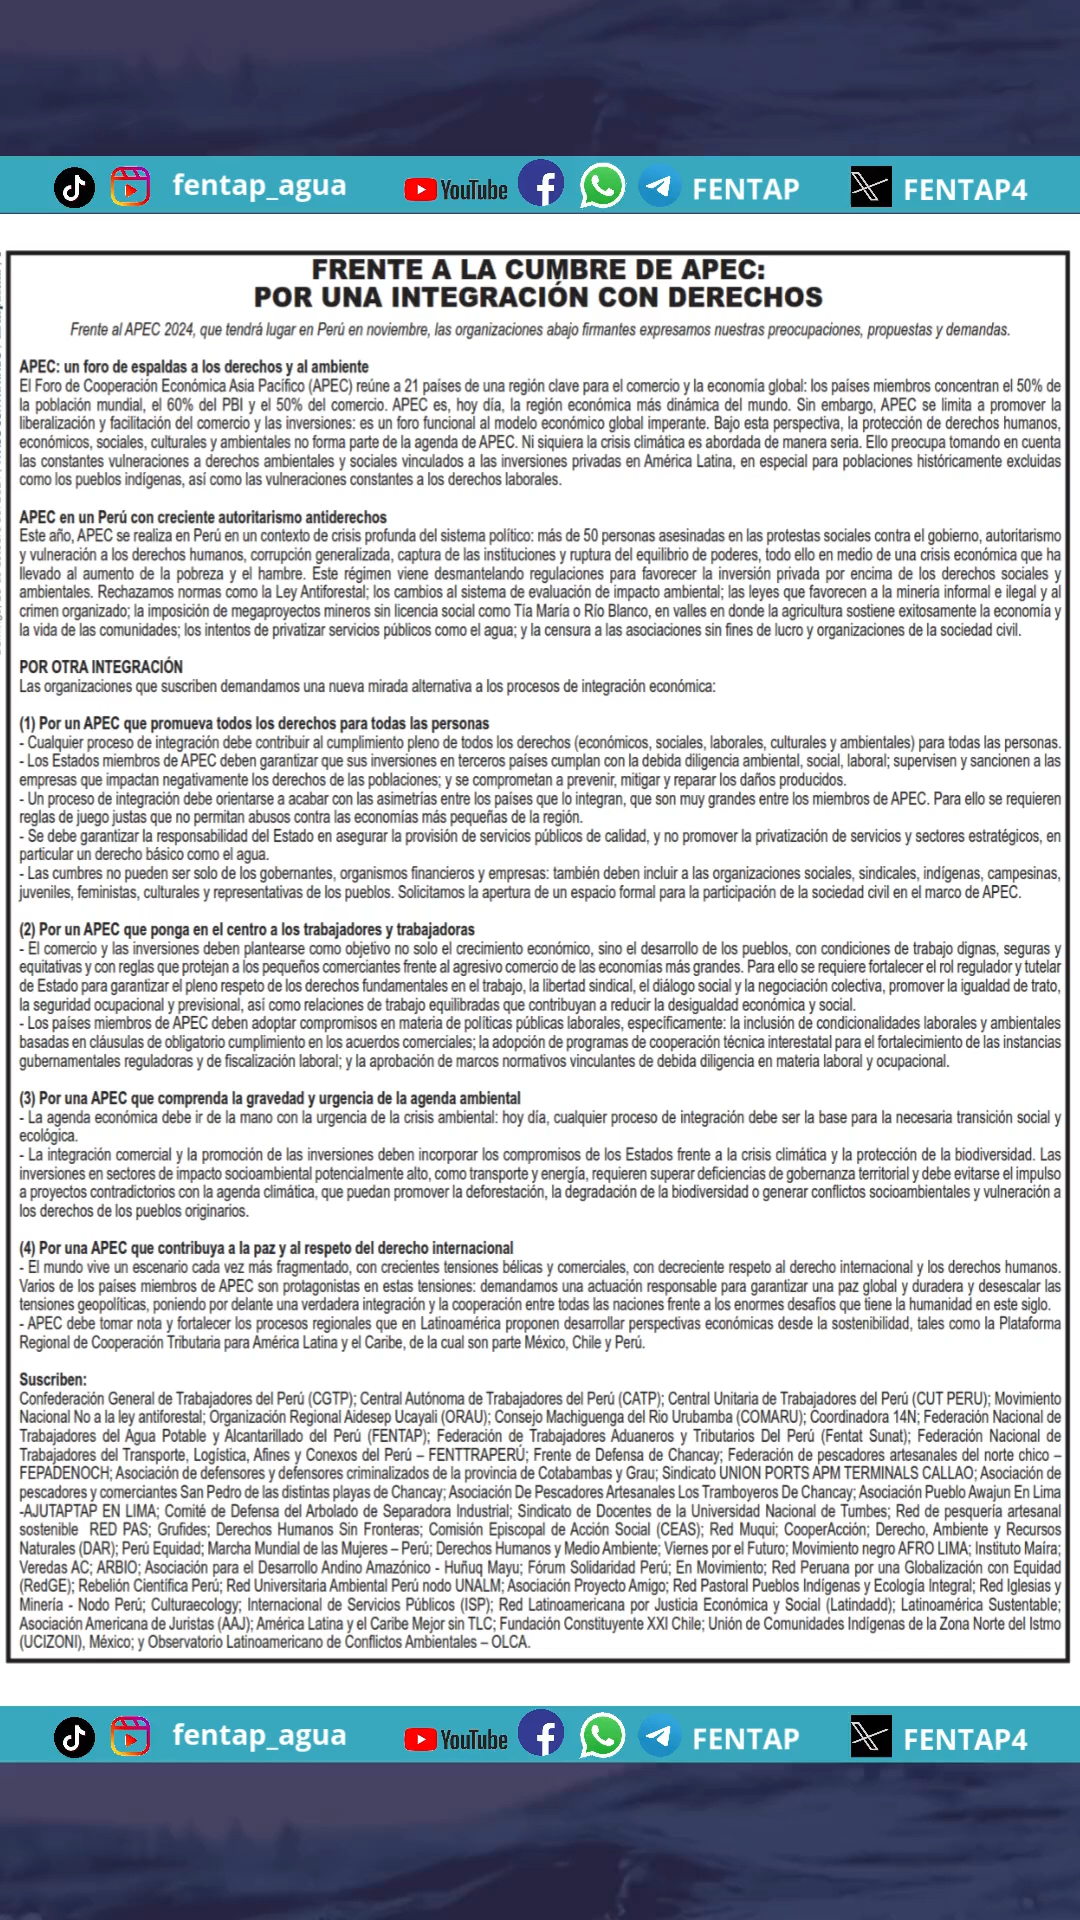 fentap_agua YouTube FENTAP FENTAP4
FRENTE A LA CUMBRE DE APEC:
POR UNA INTEGRACIÓN CON DERECHOS
Frente al APEC 2024, que tendrá lugar en Perú en noviembre, las organizaciones abajo firmantes expresamos nuestras preocupaciones, propuestas y demandas.
APEC: un foro de espaldas a los derechos y al ambiente
El Foro de Cooperación Económica Asia Pacífico (APEC) reúne a 21 países de una región clave para el comercio y la economía global: los países miembros concentran el 50% de
la población mundial, el 60% del PBI y el 50% del comercio. APEC es, hoy día, la región económica más dinámica del mundo. Sin embargo, APEC se limita a promover la
liberalización y facilitación del comercio y las inversiones: es un foro funcional al modelo económico global imperante. Bajo esta perspectiva, la protección de derechos humanos,
económicos, sociales, culturales y ambientales no forma parte de la agenda de APEC. Ni siquiera la crisis climática es abordada de manera seria. Ello preocupa tomando en cuenta
las constantes vulneraciones a derechos ambientales y sociales vinculados a las inversiones privadas en América Latina, en especial para poblaciones históricamente excluidas
como los pueblos indígenas, así como las vulneraciones constantes a los derechos laborales.
APEC en un Perú con creciente autoritarismo antiderechos
Este año, APEC se realiza en Perú en un contexto de crisis profunda del sistema político: más de 50 personas asesinadas en las protestas sociales contra el gobierno, autoritarismo
y vulneración a los derechos humanos, corrupción generalizada, captura de las instituciones y ruptura del equilibrio de poderes, todo ello en medio de una crisis económica que ha
llevado al aumento de la pobreza y el hambre. Este régimen viene desmantelando regulaciones para favorecer la inversión privada por encima de los derechos sociales y
ambientales. Rechazamos normas como la Ley Antiforestal; los cambios al sistema de evaluación de impacto ambiental; las leyes que favorecen a la minería informal e ilegal y al
crimen organizado; la imposición de megaproyectos mineros sin licencia social como Tía María o Río Blanco, en valles en donde la agricultura sostiene exitosamente la economía y
la vida de las comunidades; los intentos de privatizar servicios públicos como el agua; y la censura a las asociaciones sin fines de lucro y organizaciones de la sociedad civil.
POR OTRA INTEGRACIÓN
Las organizaciones que suscriben demandamos una nueva mirada alternativa a los procesos de integración económica:
(1) Por un APEC que promueva todos los derechos para todas las personas
- Cualquier proceso de integración debe contribuir al cumplimiento pleno de todos los derechos (económicos, sociales, laborales, culturales y ambientales) para todas las personas.
- Los Estados miembros de APEC deben garantizar que sus inversiones en terceros países cumplan con la debida diligencia ambiental, social, laboral; supervisen y sancionen a las
empresas que impactan negativamente los derechos de las poblaciones; y se comprometan a prevenir, mitigar y reparar los daños producidos.
- Un proceso de integración debe orientarse a acabar con las asimetrías entre los países que lo integran, que son muy grandes entre los miembros de APEC. Para ello se requieren
reglas de juego justas que no permitan abusos contra las economías más pequeñas de la región.
- Se debe garantizar la responsabilidad del Estado en asegurar la provisión de servicios públicos de calidad, y no promover la privatización de servicios y sectores estratégicos, en
particular un derecho básico como el agua.
- Las cumbres no pueden ser solo de los gobernantes, organismos financieros y empresas: también deben incluir a las organizaciones sociales, sindicales, indígenas, campesinas,
juveniles, feministas, culturales y representativas de los pueblos. Solicitamos la apertura de un espacio formal para la participación de la sociedad civil en el marco de APEC.
(2) Por un APEC que ponga en el centro a los trabajadores y trabajadoras
- El comercio y las inversiones deben plantearse como objetivo no solo el crecimiento económico, sino el desarrollo de los pueblos, con condiciones de trabajo dignas, seguras y
equitativas y con reglas que protejan a los pequeños comerciantes frente al agresivo comercio de las economías más grandes. Para ello se requiere fortalecer el rol regulador y tutelar
de Estado para garantizar el pleno respeto de los derechos fundamentales en el trabajo, la libertad sindical, el diálogo social y la negociación colectiva, promover la igualdad de trato,
la seguridad ocupacional y previsional, así como relaciones de trabajo equilibradas que contribuyan a reducir la desigualdad económica y social.
- Los países miembros de APEC deben adoptar compromisos en materia de políticas públicas laborales, específicamente: la inclusión de condicionalidades laborales y ambientales
basadas en cláusulas de obligatorio cumplimiento en los acuerdos comerciales; la adopción de programas de cooperación técnica interestatal para el fortalecimiento de las instancias
gubernamentales reguladoras y de fiscalización laboral; y la aprobación de marcos normativos vinculantes de debida diligencia en materia laboral y ocupacional.
(3) Por una APEC que comprenda la gravedad y urgencia de la agenda ambiental
- La agenda económica debe ir de la mano con la urgencia de la crisis ambiental: hoy día, cualquier proceso de integración debe ser la base para la necesaria transición social y
ecológica.
- La integración comercial y la promoción de las inversiones deben incorporar los compromisos de los Estados frente a la crisis climática y la protección de la biodiversidad. Las
inversiones en sectores de impacto socioambiental potencialmente alto, como transporte y energía, requieren superar deficiencias de gobernanza territorial y debe evitarse el impulso
a proyectos contradictorios con la agenda climática, que puedan promover la deforestación, la degradación de la biodiversidad o generar conflictos socioambientales y vulneración a
los derechos de los pueblos originarios.
(4) Por una APEC que contribuya a la paz y al respeto del derecho internacional
- El mundo vive un escenario cada vez más fragmentado, con crecientes tensiones bélicas y comerciales, con decreciente respeto al derecho internacional y los derechos humanos.
Varios de los países miembros de APEC son protagonistas en estas tensiones: demandamos una actuación responsable para garantizar una paz global y duradera y desescalar las
tensiones geopolíticas, poniendo por delante una verdadera integración y la cooperación entre todas las naciones frente a los enormes desafíos que tiene la humanidad en este siglo.
- APEC debe tomar nota y fortalecer los procesos regionales que en Latinoamérica proponen desarrollar perspectivas económicas desde la sostenibilidad, tales como la Plataforma
Regional de Cooperación Tributaria para América Latina y el Caribe, de la cual son parte México, Chile y Perú.
Suscriben:
Confederación General de Trabajadores del Perú (CGTP); Central Autónoma de Trabajadores del Perú (CATP); Central Unitaria de Trabajadores del Perú (CUT PERU); Movimiento
Nacional No a la ley antiforestal; Organización Regional Aidesep Ucayali (ORAU); Consejo Machiguenga del Rio Urubamba (COMARU); Coordinadora 14N; Federación Nacional de
Trabajadores del Agua Potable y Alcantarillado del Perú (FENTAP); Federación de Trabajadores Aduaneros y Tributarios Del Perú (Fentat Sunat); Federación Nacional de
Trabajadores del Transporte, Logística, Afines y Conexos del Perú – FENTTRAPERÚ; Frente de Defensa de Chancay; Federación de pescadores artesanales del norte chico –
FEPADENOCH; Asociación de defensores y defensores criminalizados de la provincia de Cotabambas y Grau; Sindicato UNION PORTS APM TERMINALS CALLAO; Asociación de
pescadores y comerciantes San Pedro de las distintas playas de Chancay; Asociación De Pescadores Artesanales Los Tramboyeros De Chancay; Asociación Pueblo Awajun En Lima
-AJUTAPTAP EN LIMA; Comité de Defensa del Arbolado de Separadora Industrial; Sindicato de Docentes de la Universidad Nacional de Tumbes; Red de pesquería artesanal
sostenible RED PAS; Grufides; Derechos Humanos Sin Fronteras; Comisión Episcopal de Acción Social (CEAS); Red Muqui; CooperAcción; Derecho, Ambiente y Recursos
Naturales (DAR); Perú Equidad; Marcha Mundial de las Mujeres – Perú; Derechos Humanos y Medio Ambiente; Viernes por el Futuro; Movimiento negro AFRO LIMA; Instituto Maíra;
Veredas AC; ARBIO; Asociación para el Desarrollo Andino Amazónico - Huñuq Mayu; Fórum Solidaridad Perú; En Movimiento; Red Peruana por una Globalización con Equidad
(RedGE); Rebelión Científica Perú; Red Universitaria Ambiental Perú nodo UNALM; Asociación Proyecto Amigo; Red Pastoral Pueblos Indígenas y Ecología Integral; Red Iglesias y
Minería - Nodo Perú; Culturaecology; Internacional de Servicios Públicos (ISP); Red Latinoamericana por Justicia Económica y Social (Latindadd); Latinoamérica Sustentable;
Asociación Americana de Juristas (AAJ); América Latina y el Caribe Mejor sin TLC; Fundación Constituyente XXI Chile; Unión de Comunidades Indígenas de la Zona Norte del Istmo
(UCIZONI), México; y Observatorio Latinoamericano de Conflictos Ambientales – OLCA.
fentap_agua YouTube FENTAP FENTAP4